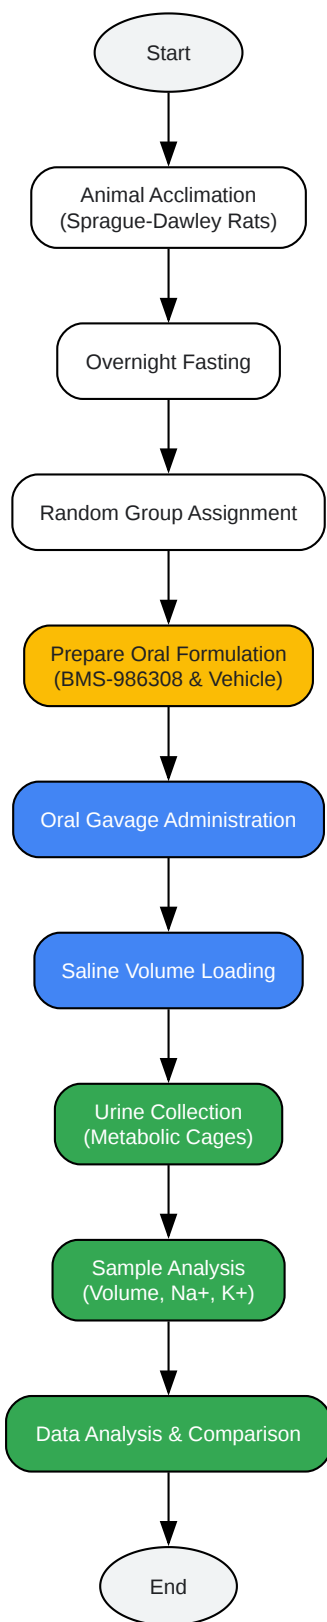 Start
Animal Acclimation
(Sprague-Dawley Rats)
Overnight Fasting
Random Group Assignment
Prepare Oral Formulation
(BMS-986308 & Vehicle)
Oral Gavage Administration
Saline Volume Loading
Urine Collection
(Metabolic Cages)
Sample Analysis
(Volume, Na+, K+)
Data Analysis & Comparison
End